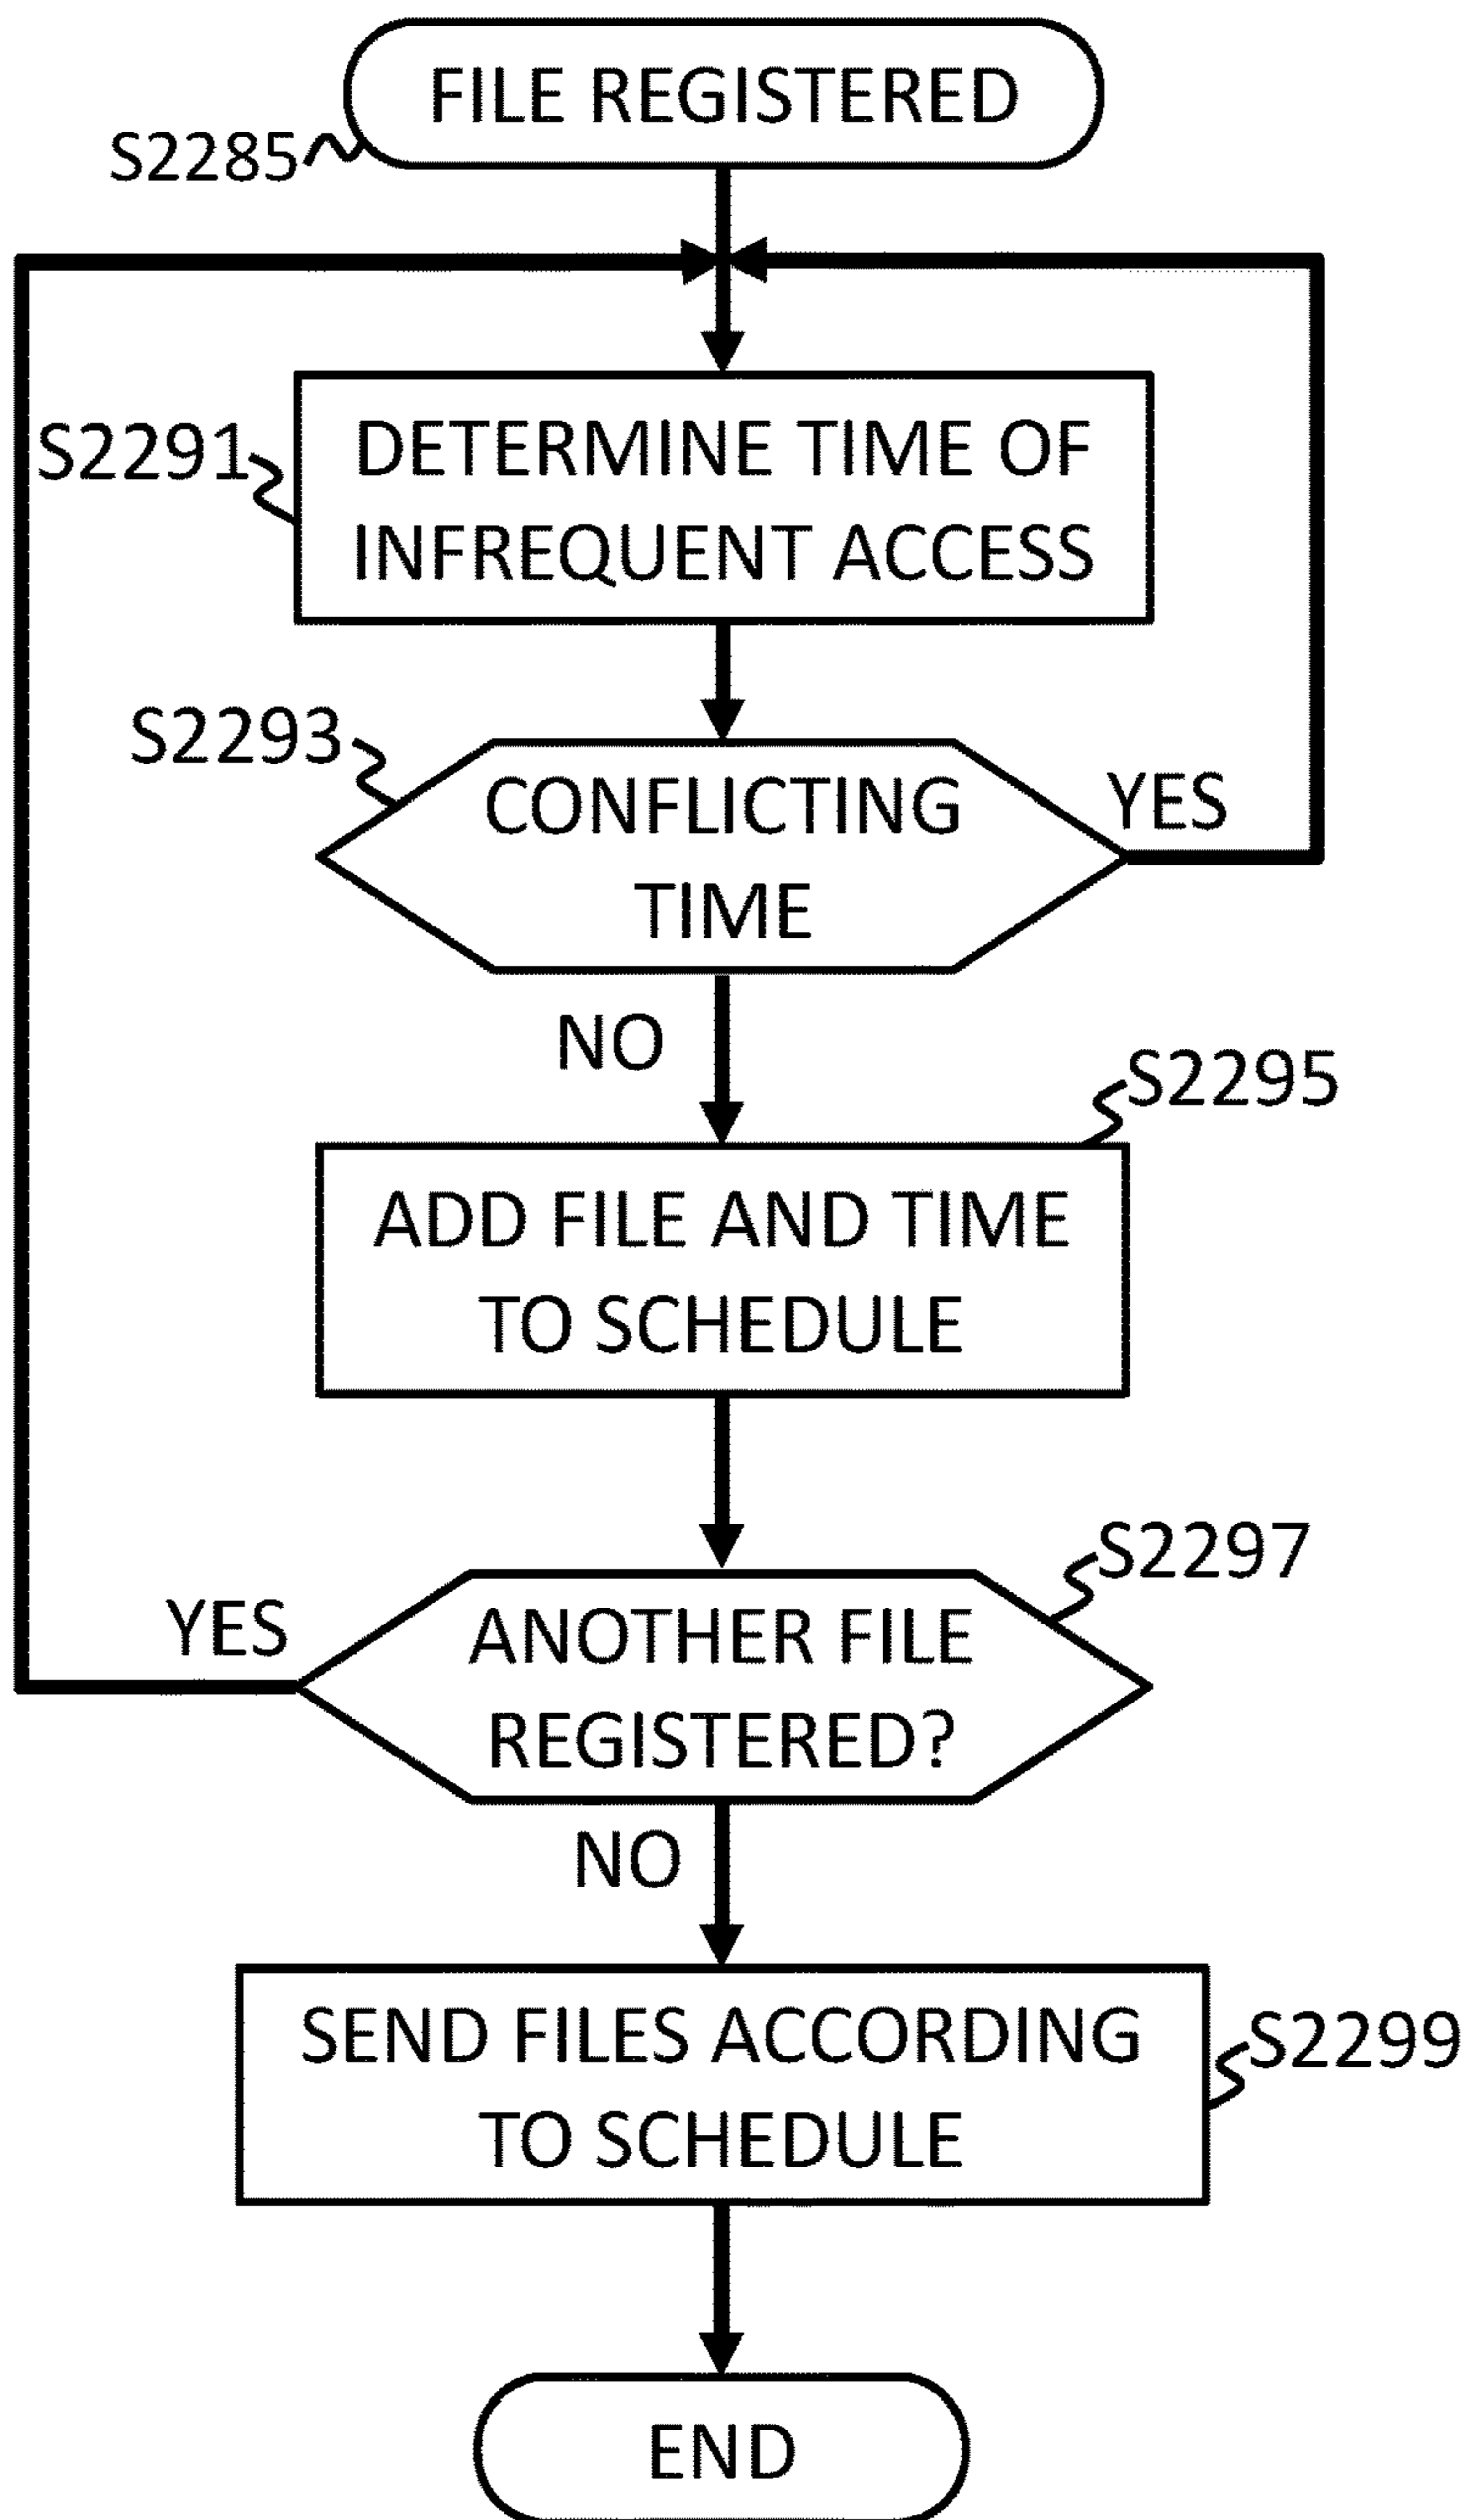 FILE REGISTERED
S2285
S2291
DETERMINE TIME OF
INFREQUENT ACCESS
S2293
CONFLICTING
TIME
YES
NO
S2295
ADD FILE AND TIME
TO SCHEDULE
S2297
YES
ANOTHER FILE
REGISTERED?
NO
SEND FILES ACCORDING
TO SCHEDULE
S2299
END